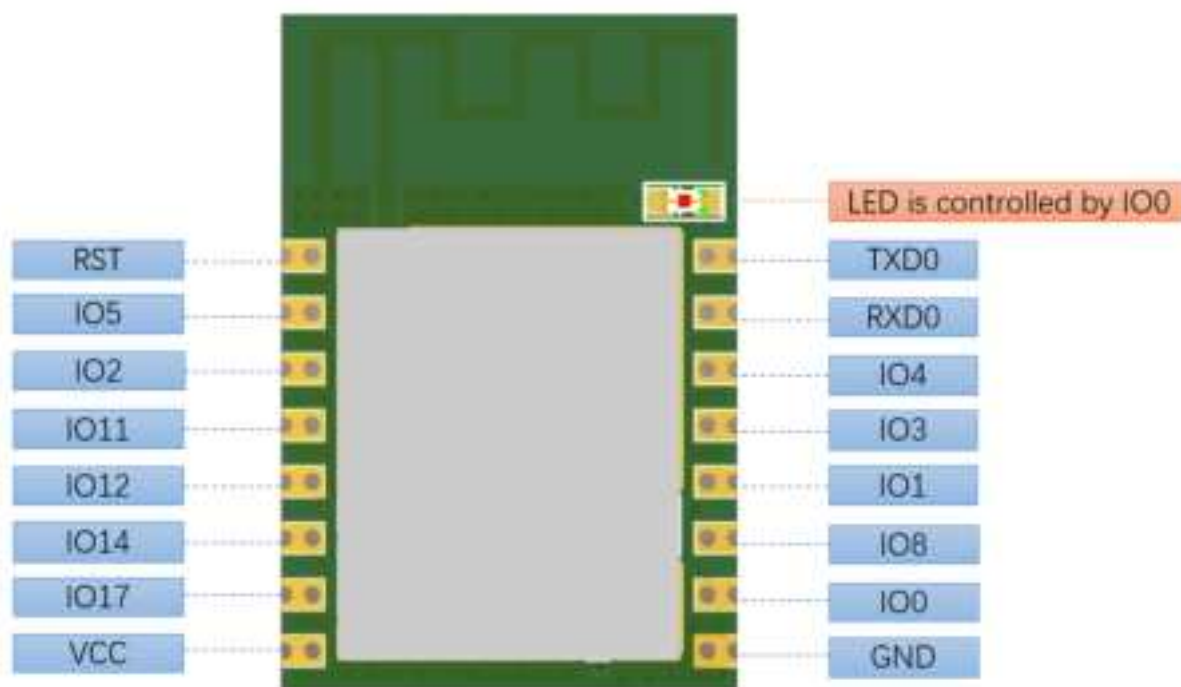 LED is controlled by IO0
RST
TXD0
IO5
RXD0
IO2
IO4
IO11
IO3
IO12
IO1
IO14
IO8
IO17
IO0
VCC
GND